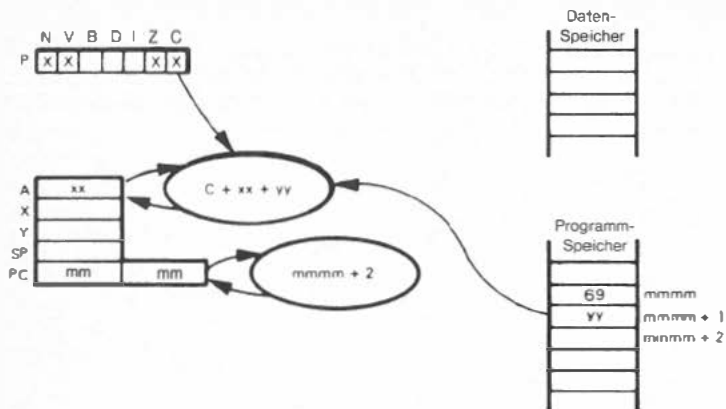 N V B D I Z C
P X X X X
Daten-
Speicher
C + xx + yy
A xx
X
Y
SP
PC mm mm
mmmm + 2
Programm-
Speicher
69 mmmm
yy mmmm + 1
mmmm + 2